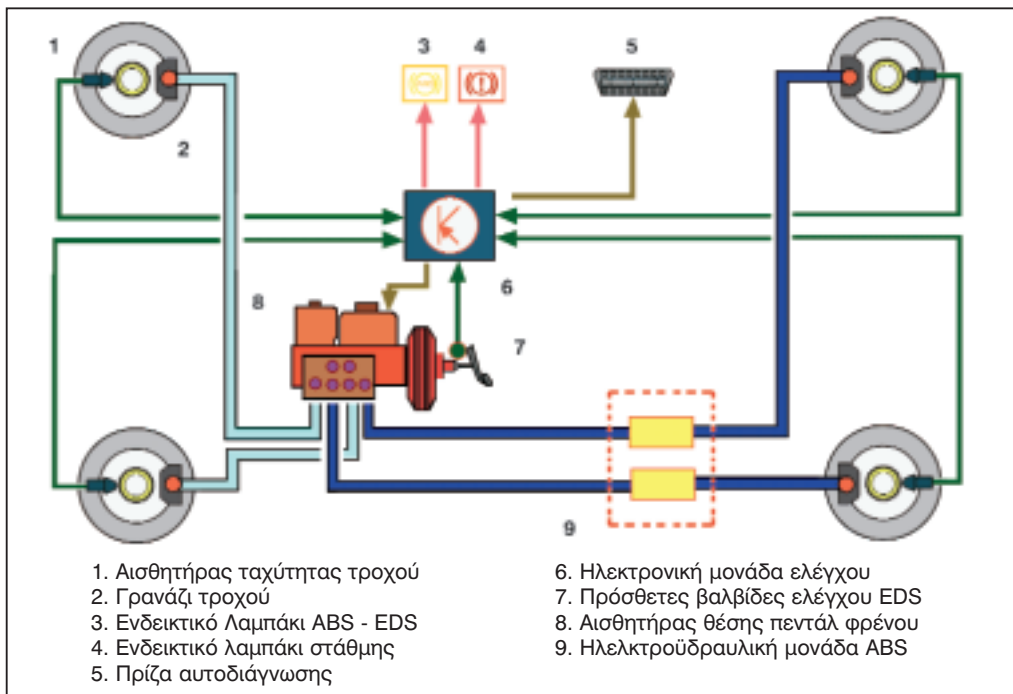 1
3
4
5
2
6
8
7
9
1. Αισθητήρας ταχύτητας τροχού
2. Γρανάζι τροχού
3. Ενδεικτικό Λαμπάκι ABS - EDS
4. Ενδεικτικό λαμπάκι στάθμης
5. Πρίζα αυτοδιάγνωσης
6. Ηλεκτρονική μονάδα ελέγχου
7. Πρόσθετες βαλβίδες ελέγχου EDS
8. Αισθητήρας θέσης πεντάλ φρένου
9. Ηλελκτροϋδραυλική μονάδα ABS